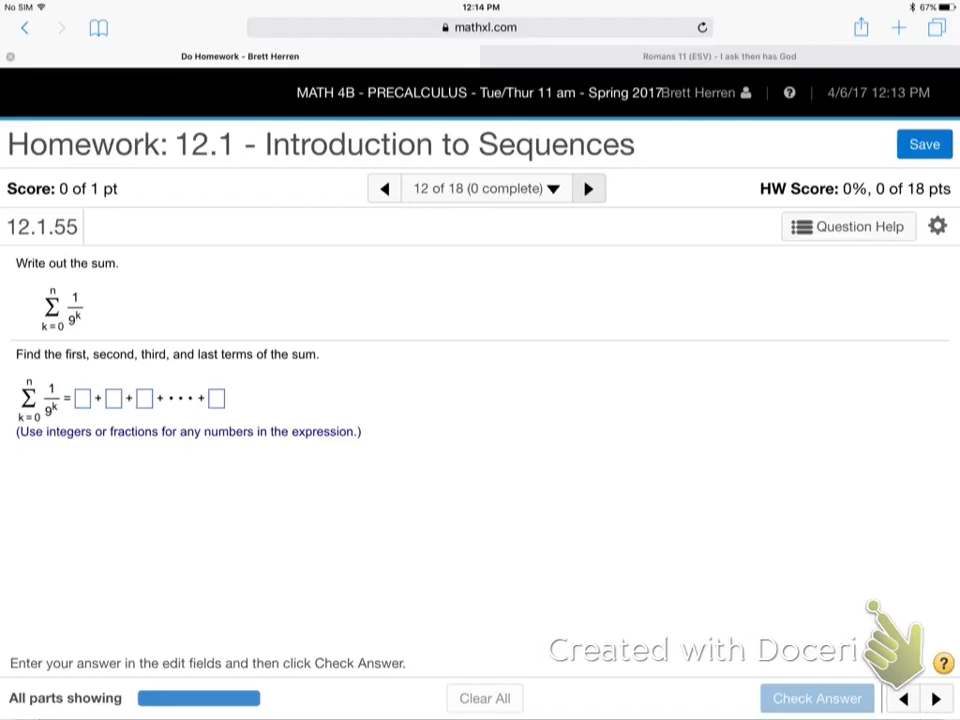 No SIM 12:14 PM 67%
mathxl.com
Do Homework - Brett Herren Romans 11 (ESV) - I ask then has God
MATH 4B - PRECALCULUS - Tue/Thur 11 am - Spring 2017Brett Herren ? 4/6/17 12:13 PM
Homework: 12.1 - Introduction to Sequences Save
Score: 0 of 1 pt ◀ 12 of 18 (0 complete) ▼ ▶ HW Score: 0%, 0 of 18 pts
12.1.55 Question Help
Write out the sum.
n
Σ 1/9^k
k=0
Find the first, second, third, and last terms of the sum.
n
Σ 1/9^k = □ + □ + □ + · · · · + □
k=0
(Use integers or fractions for any numbers in the expression.)
Created with Doceri
Enter your answer in the edit fields and then click Check Answer. ?
All parts showing Clear All Check Answer ◀ ▶